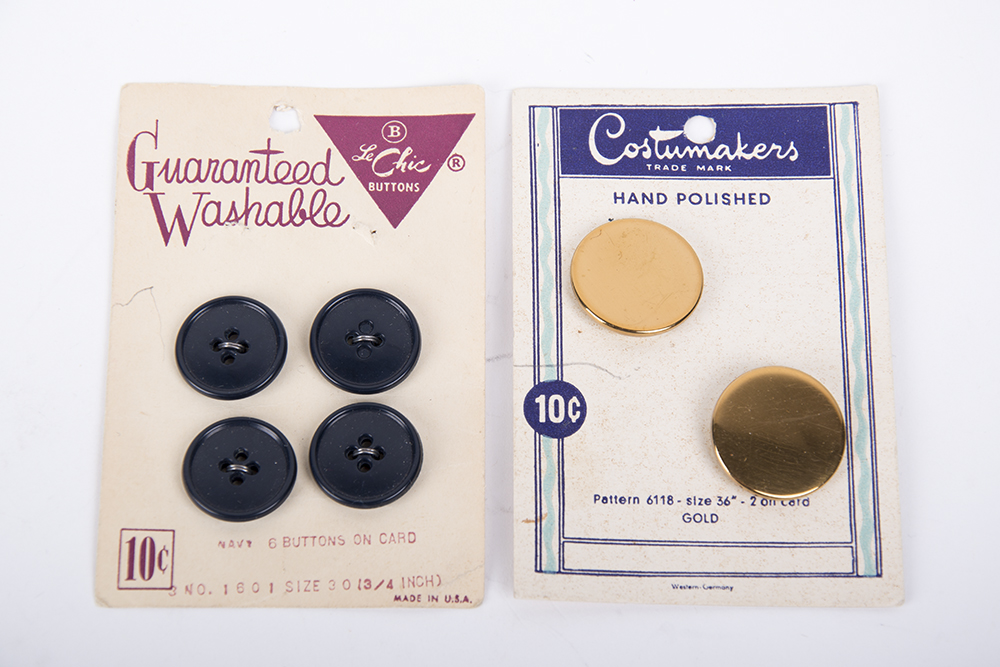 Guaranteed
Washable
B
Le Chic ®
BUTTONS
NAVY 6 BUTTONS ON CARD
10¢
NO. 1601 SIZE 30 (3/4 INCH)
MADE IN U.S.A.
Costumakers
TRADE MARK
HAND POLISHED
10¢
Pattern 6118 - size 36" - 2 on card
GOLD
Western-Germany